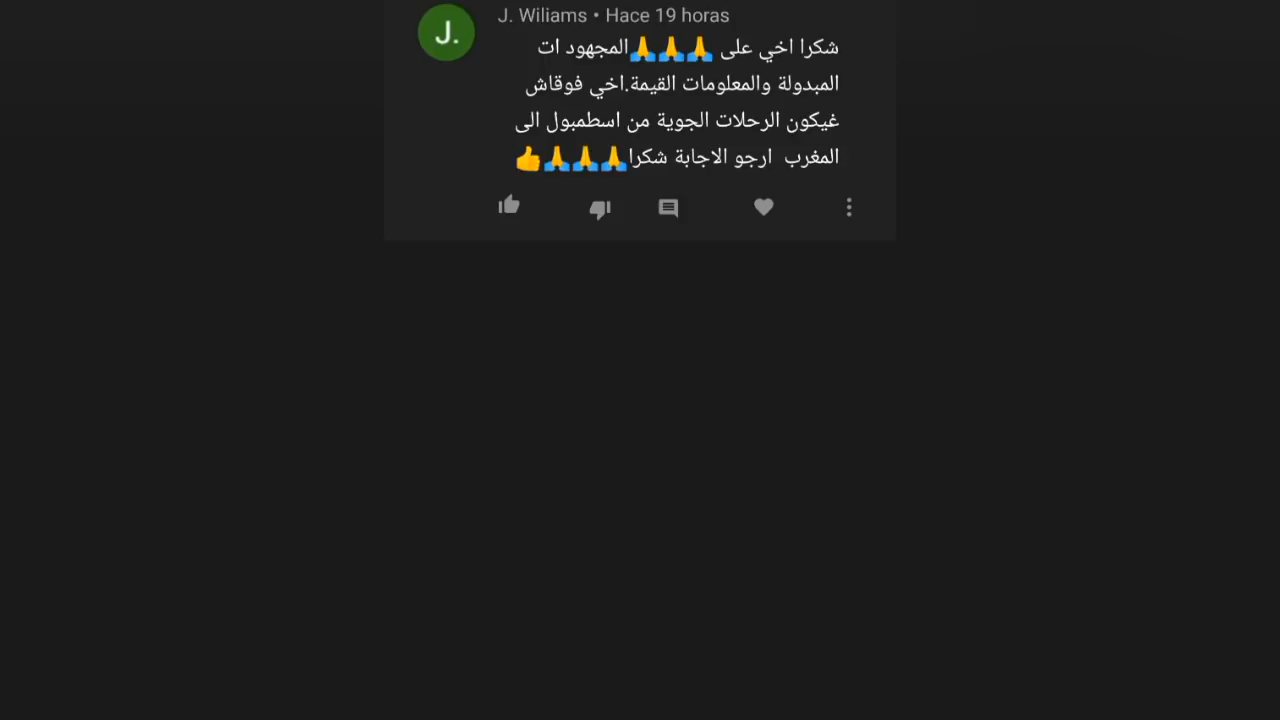 J. Wiliams • Hace 19 horas
شكرا اخي على 🙏🙏🙏المجهود ات
المبدولة والمعلومات القيمة.اخي فوقاش
غيكون الرحلات الجوية من اسطمبول الى
المغرب  ارجو الاجابة شكرا🙏🙏🙏👍